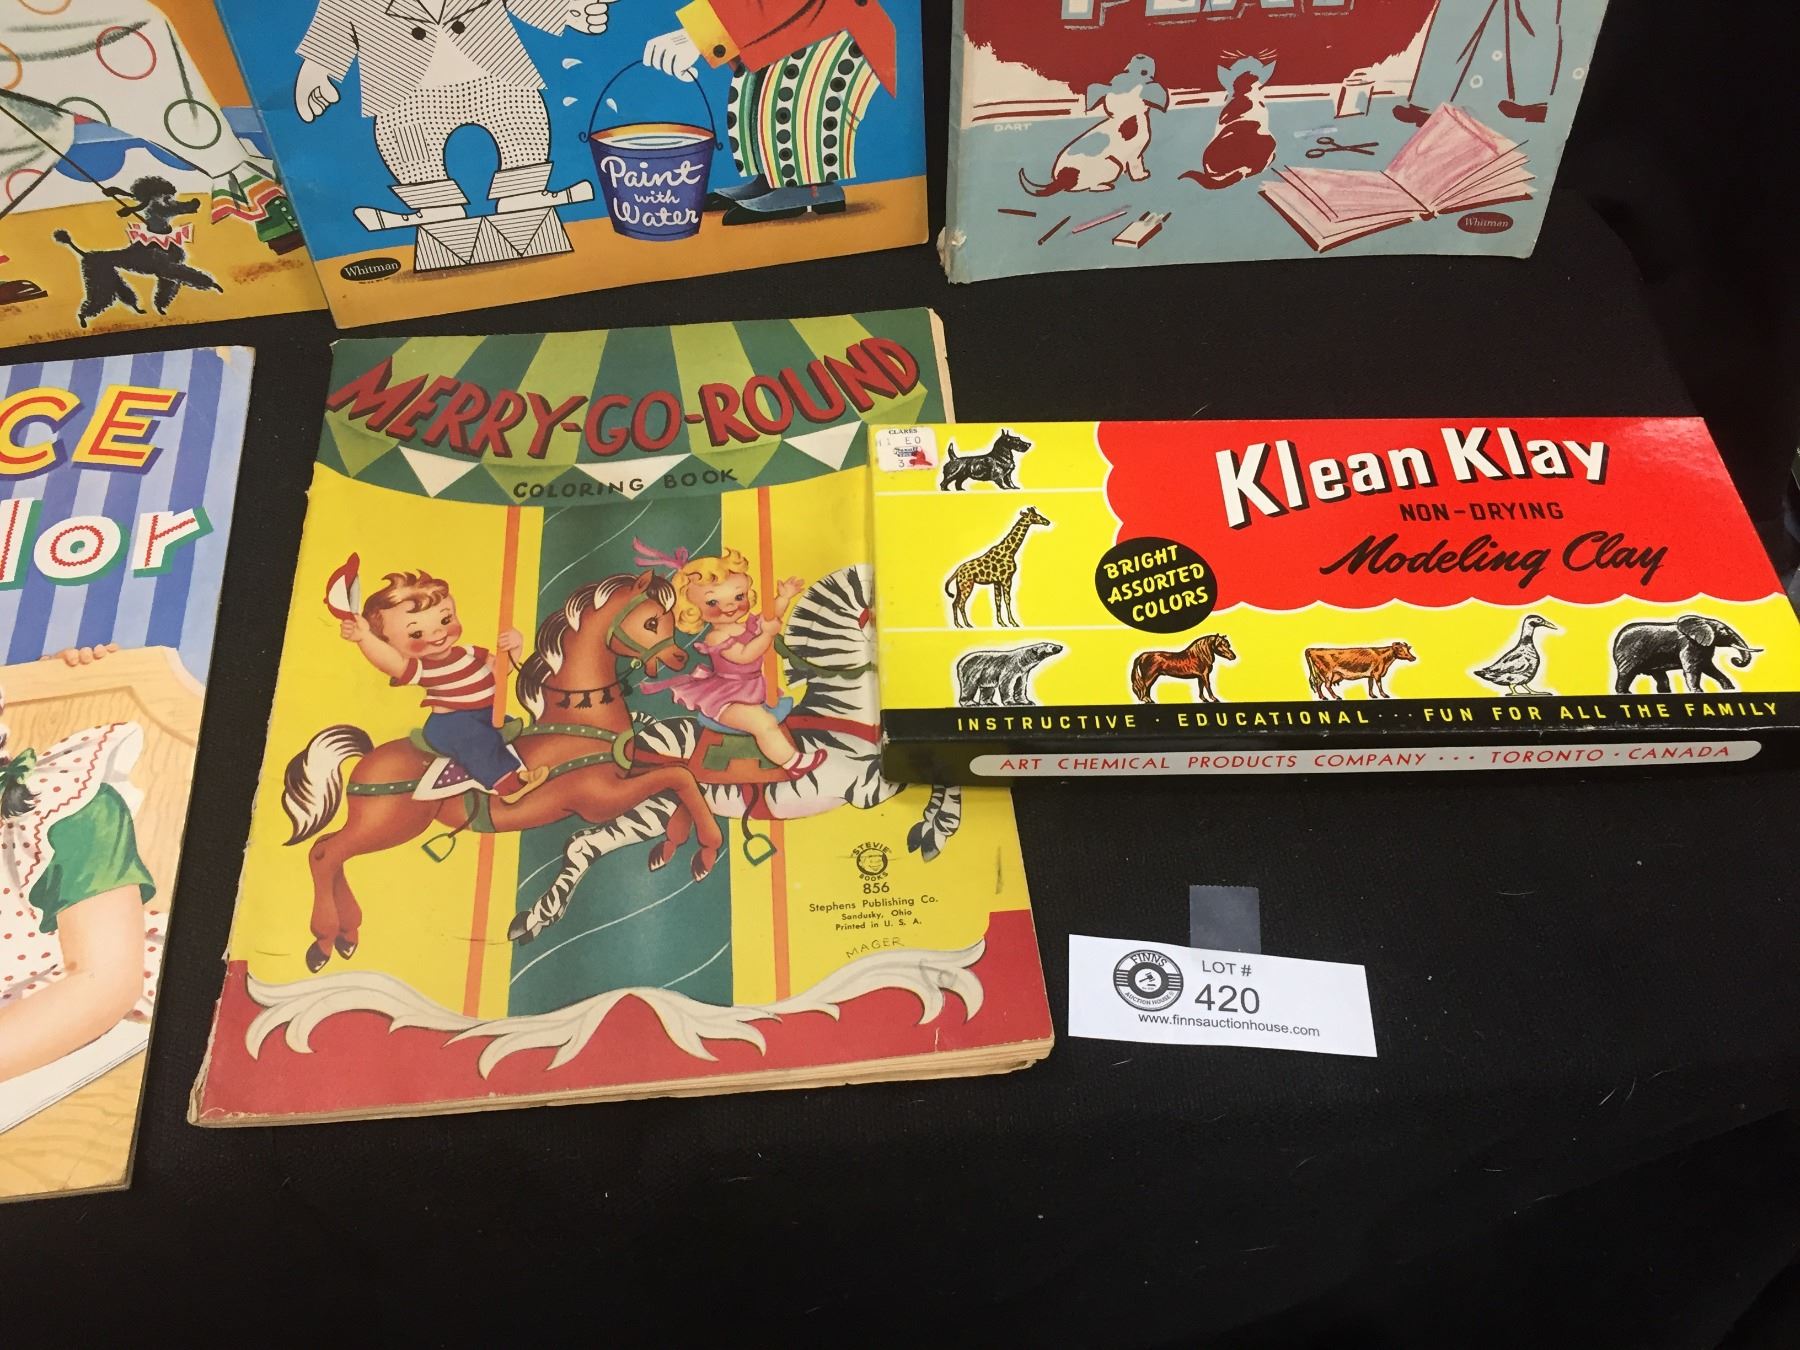 Paint
with
Water
Whitman
DART
Whitman
CE
lor
MERRY-GO-ROUND
COLORING BOOK
"STEVIE"
BOOKS
856
Stephens Publishing Co.
Sandusky, Ohio
Printed in U. S. A.
MAGER
CLARES
Klean Klay
NON-DRYING
Modeling Clay
BRIGHT
ASSORTED
COLORS
INSTRUCTIVE · EDUCATIONAL · · · FUN FOR ALL THE FAMILY
ART CHEMICAL PRODUCTS COMPANY · · · TORONTO · CANADA
FINNS
AUCTION HOUSE
LOT #
420
www.finnsauctionhouse.com